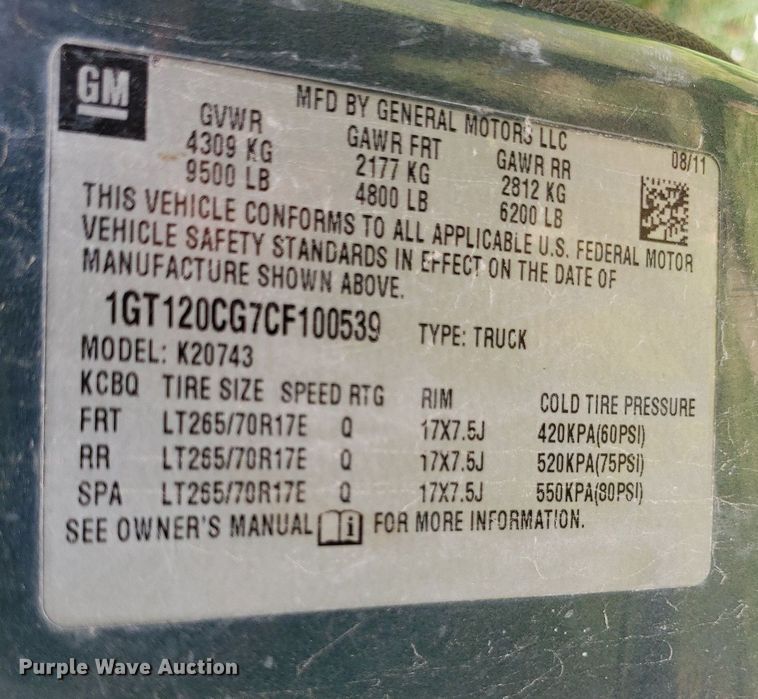 GM
MFD BY GENERAL MOTORS LLC
08/11
GVWR GAWR FRT GAWR RR
4309 KG 2177 KG 2812 KG
9500 LB 4800 LB 6200 LB
THIS VEHICLE CONFORMS TO ALL APPLICABLE U.S. FEDERAL MOTOR
VEHICLE SAFETY STANDARDS IN EFFECT ON THE DATE OF
MANUFACTURE SHOWN ABOVE.
1GT120CG7CF100539 TYPE: TRUCK
MODEL: K20743
KCBQ TIRE SIZE SPEED RTG RIM COLD TIRE PRESSURE
FRT LT265/70R17E Q 17X7.5J 420KPA(60PSI)
RR LT265/70R17E Q 17X7.5J 520KPA(75PSI)
SPA LT265/70R17E Q 17X7.5J 550KPA(80PSI)
SEE OWNER'S MANUAL i FOR MORE INFORMATION.
Purple Wave Auction